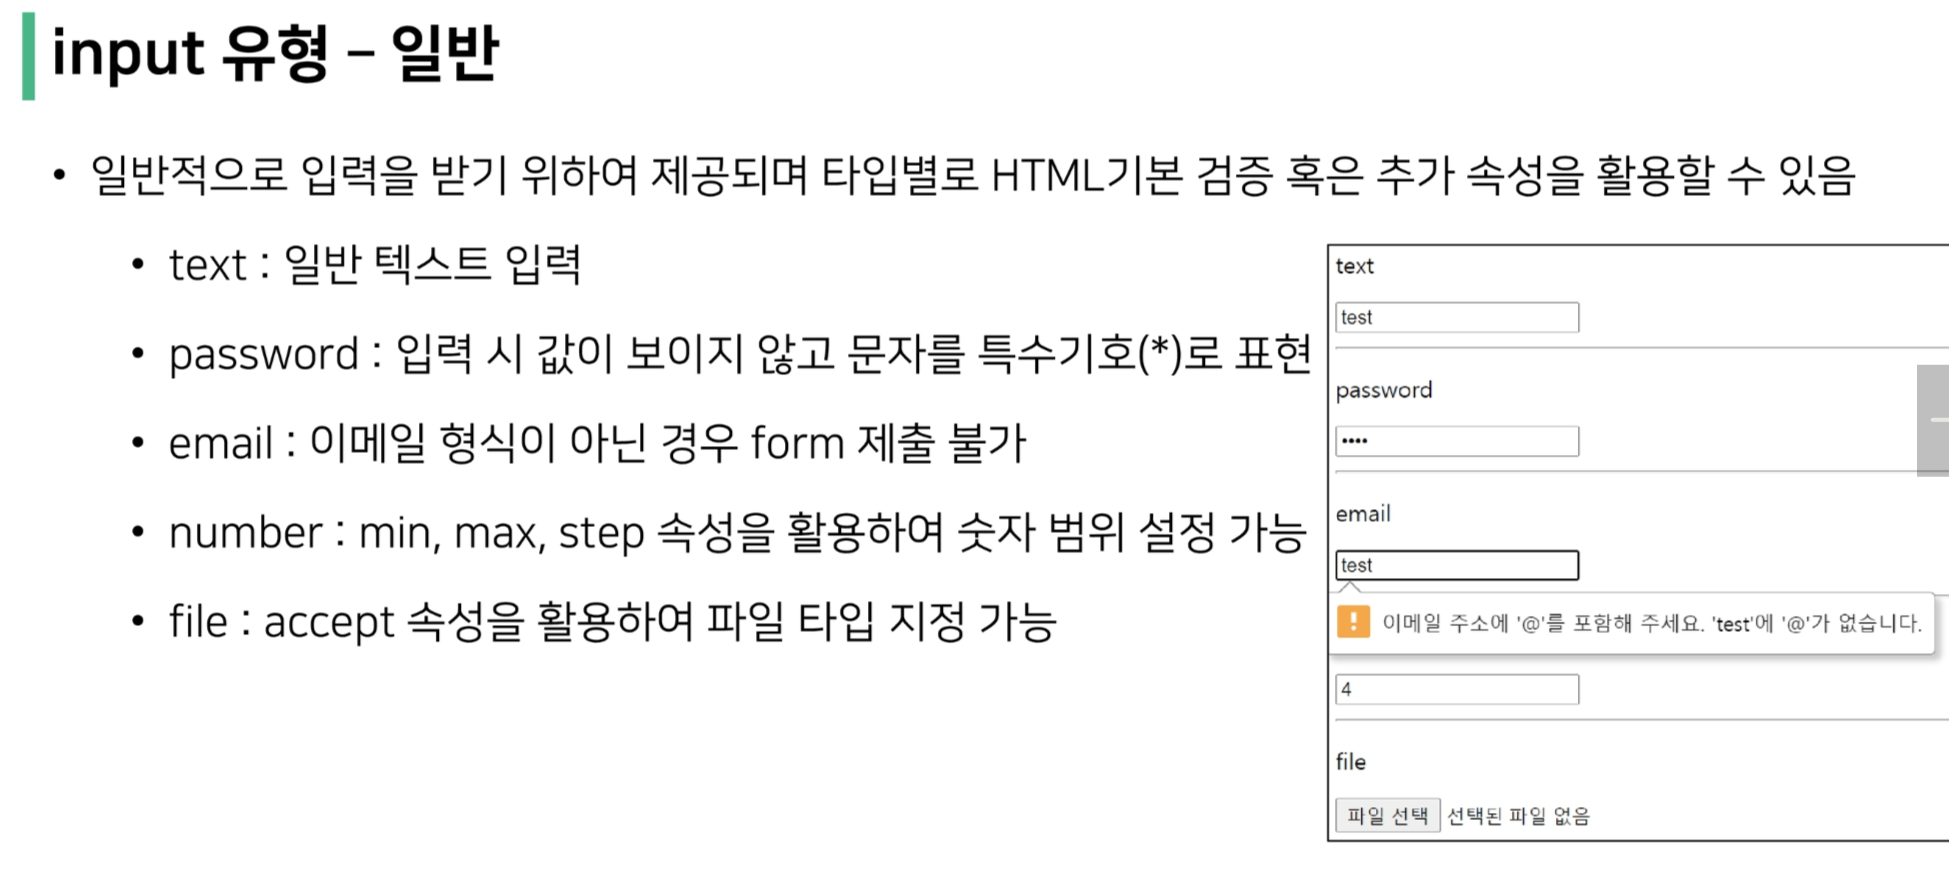 input 유형 – 일반
• 일반적으로 입력을 받기 위하여 제공되며 타입별로 HTML기본 검증 혹은 추가 속성을 활용할 수 있음
• text : 일반 텍스트 입력
• password : 입력 시 값이 보이지 않고 문자를 특수기호(*)로 표현
• email : 이메일 형식이 아닌 경우 form 제출 불가
• number : min, max, step 속성을 활용하여 숫자 범위 설정 가능
• file : accept 속성을 활용하여 파일 타입 지정 가능
text
test
password
••••
email
test
! 이메일 주소에 '@'를 포함해 주세요. 'test'에 '@'가 없습니다.
4
file
파일 선택 선택된 파일 없음